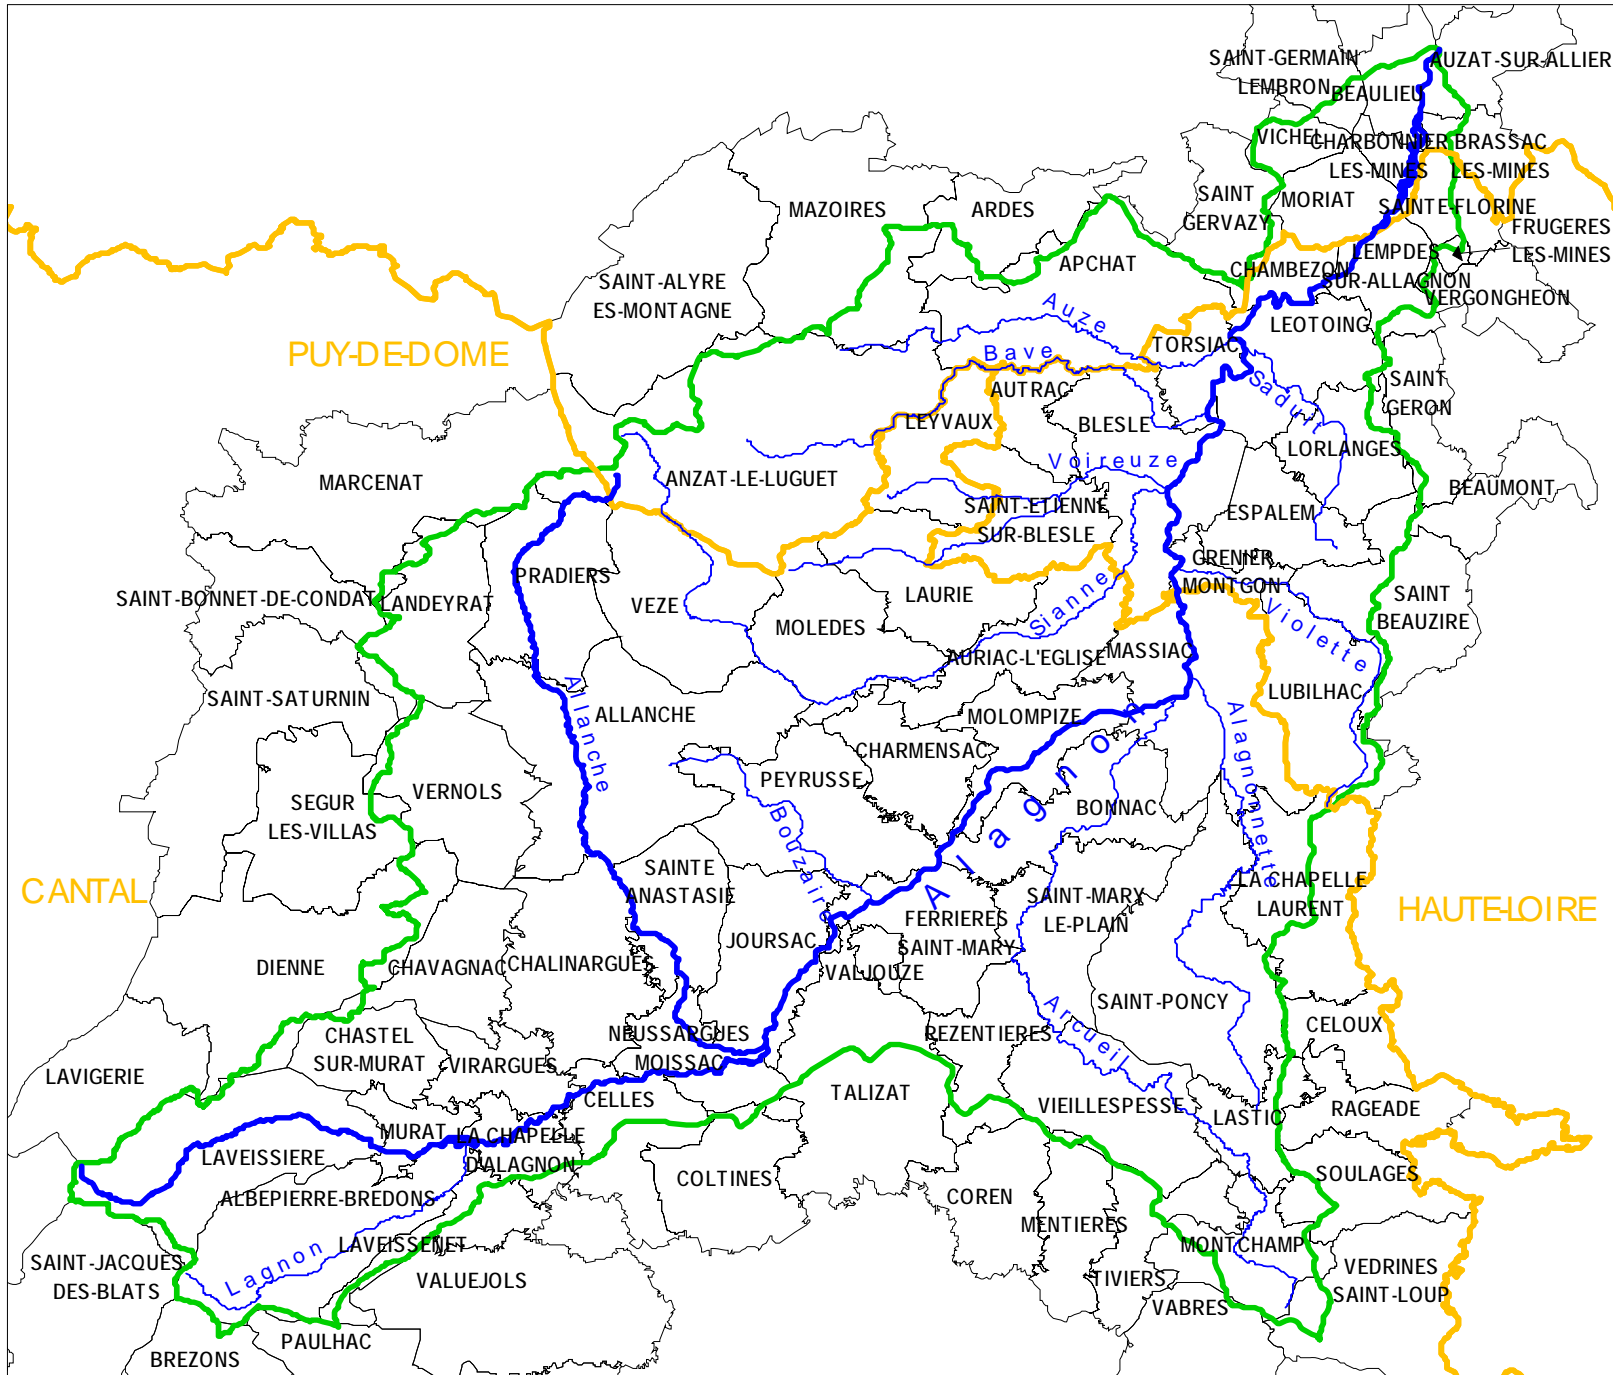 SAINT-GERMAIN
LEMBRON
AUZAT-SUR-ALLIER
BEAULIEU
VICHEL
CHARBONNIER
LES-MINES
BRASSAC
LES-MINES
SAINT
GERVAZY
MORIAT
SAINTE-FLORINE
FRUGERES
LES-MINES
MAZOIRES
ARDES
APCHAT
CHAMBEZON
LEMPDES
SUR-ALLAGNON
VERGONGHEON
SAINT-ALYRE
ES-MONTAGNE
LEOTOING
PUY-DE-DOME
Auze
Bave
TORSIAC
AUTRAC
Saduit
SAINT
GERON
LEYVAUX
BLESLE
LORLANGES
Voireuze
MARCENAT
ANZAT-LE-LUGUET
BEAUMONT
SAINT-ETIENNE
SUR-BLESLE
ESPALEM
GRENIER
MONTGON
PRADIERS
SAINT-BONNET-DE-CONDAT
LANDEYRAT
VEZE
LAURIE
Sianne
MOLEDES
Violette
SAINT
BEAUZIRE
AURIAC-L'EGLISE
MASSIAC
SAINT-SATURNIN
LUBILHAC
Allanche
ALLANCHE
MOLOMPIZE
CHARMENSAC
Alagnonnette
PEYRUSSE
VERNOLS
SEGUR
LES-VILLAS
Bouzaire
BONNAC
Alagnon
CANTAL
SAINTE
ANASTASIE
SAINT-MARY
LE-PLAIN
LA CHAPELLE
LAURENT
HAUTE-LOIRE
FERRIERES
SAINT-MARY
JOURSAC
DIENNE
CHAVAGNAC
CHALINARGUES
VALJOUZE
SAINT-PONCY
Arcueil
CELOUX
CHASTEL
SUR-MURAT
VIRARGUES
NEUSSARGUES
MOISSAC
REZENTIERES
LAVIGERIE
CELLES
TALIZAT
VIEILLESPESSE
LASTIC
RAGEADE
MURAT
LA CHAPELLE
D'ALAGNON
LAVEISSIERE
COLTINES
SOULAGES
ALBEPIERRE-BREDONS
COREN
MENTIERES
LAVEISSENET
MONTCHAMP
SAINT-JACQUES
DES-BLATS
Lagnon
VALUEJOLS
TIVIERS
VEDRINES
SAINT-LOUP
VABRES
PAULHAC
BREZONS